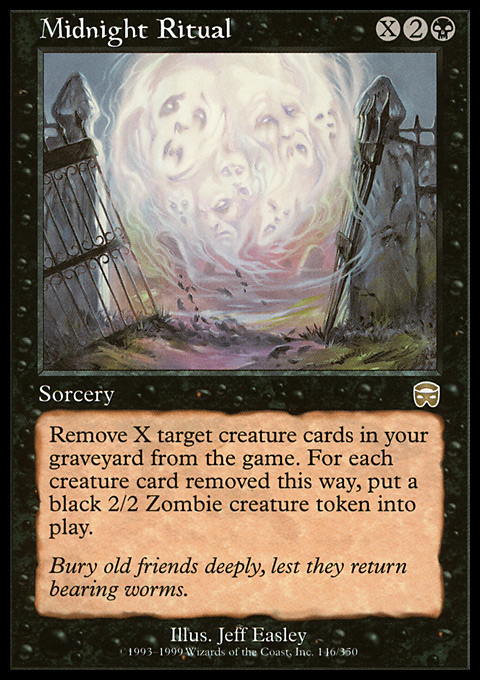 Midnight Ritual X2
Sorcery
Remove X target creature cards in your
graveyard from the game. For each
creature card removed this way, put a
black 2/2 Zombie creature token into
play.
Bury old friends deeply, lest they return
bearing worms.
Illus. Jeff Easley
©1993–1999 Wizards of the Coast, Inc. 146/350